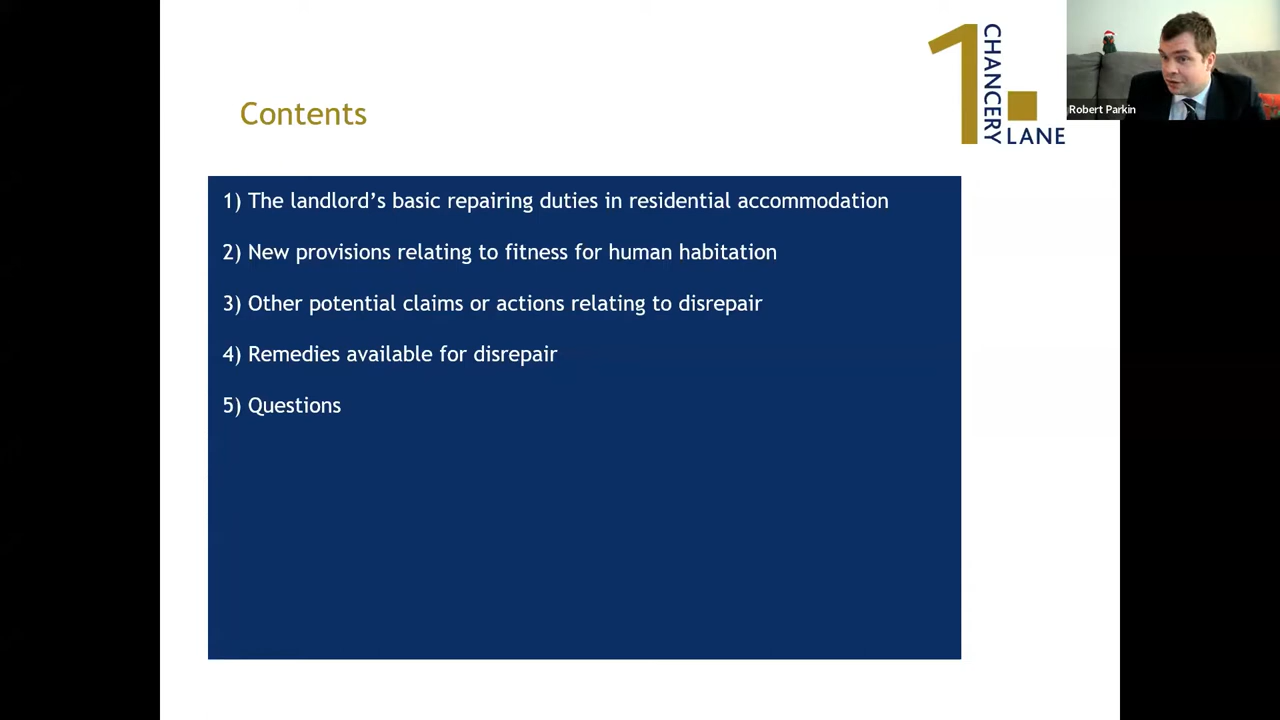 1
CHANCERY
LANE
Robert Parkin
Contents
1) The landlord’s basic repairing duties in residential accommodation
2) New provisions relating to fitness for human habitation
3) Other potential claims or actions relating to disrepair
4) Remedies available for disrepair
5) Questions